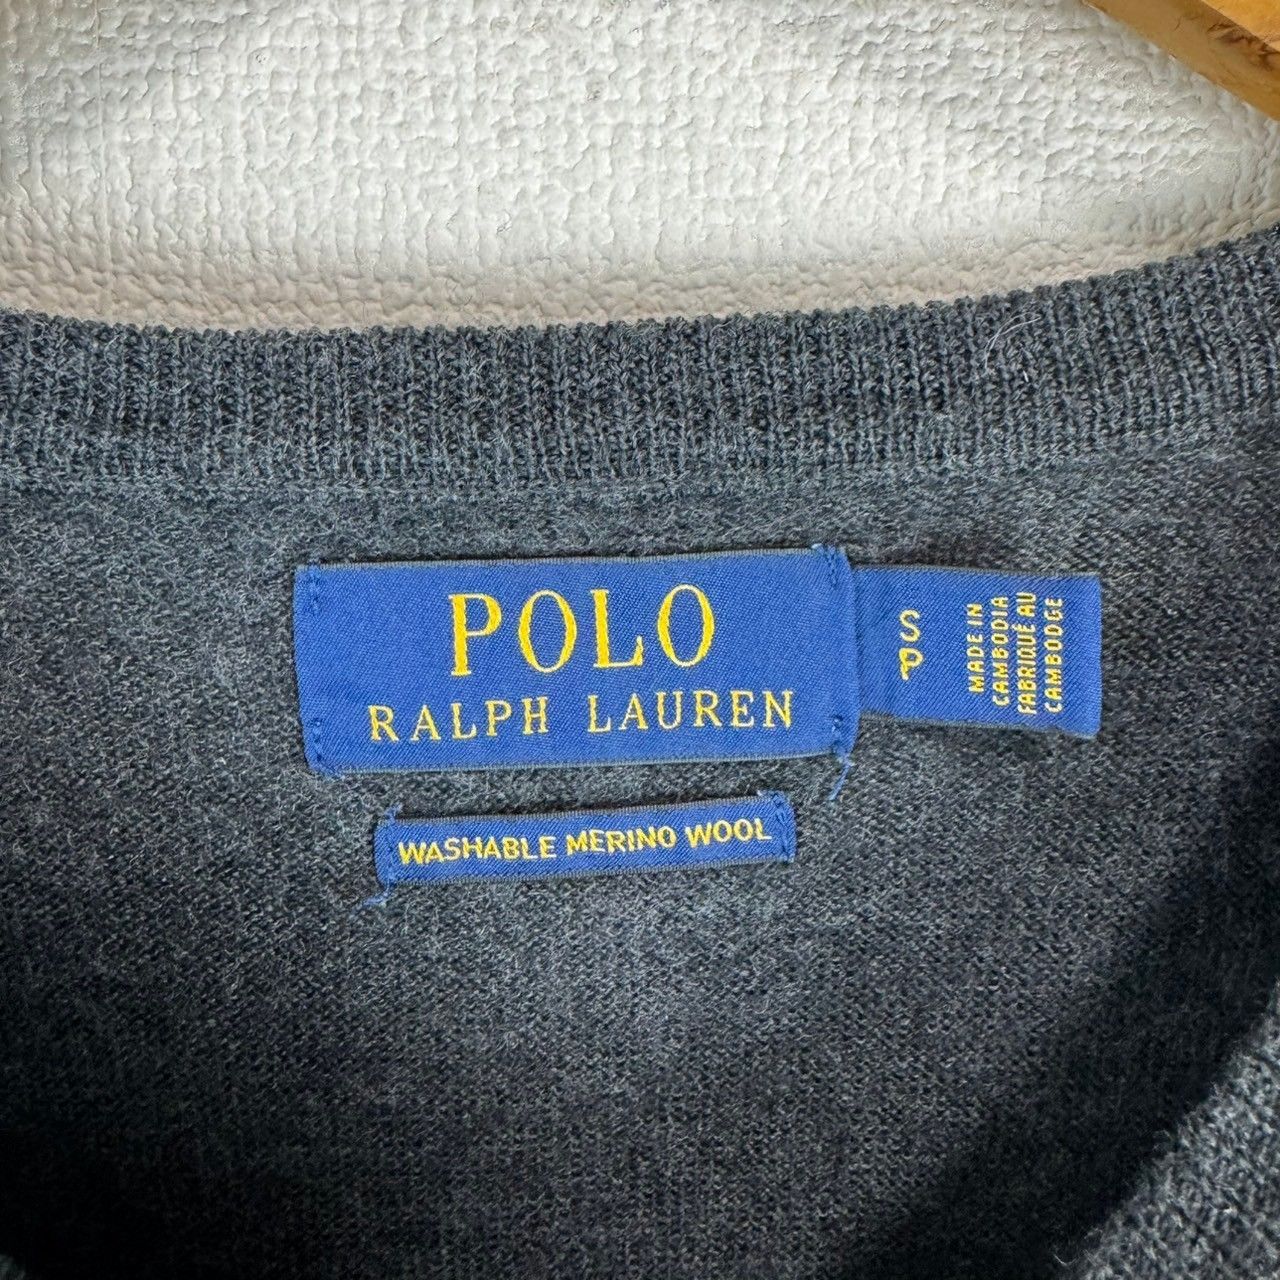 POLO
RALPH LAUREN
WASHABLE MERINO WOOL
S P
MADE IN
CAMBODIA
FABRIQUÉ AU
CAMBODGE